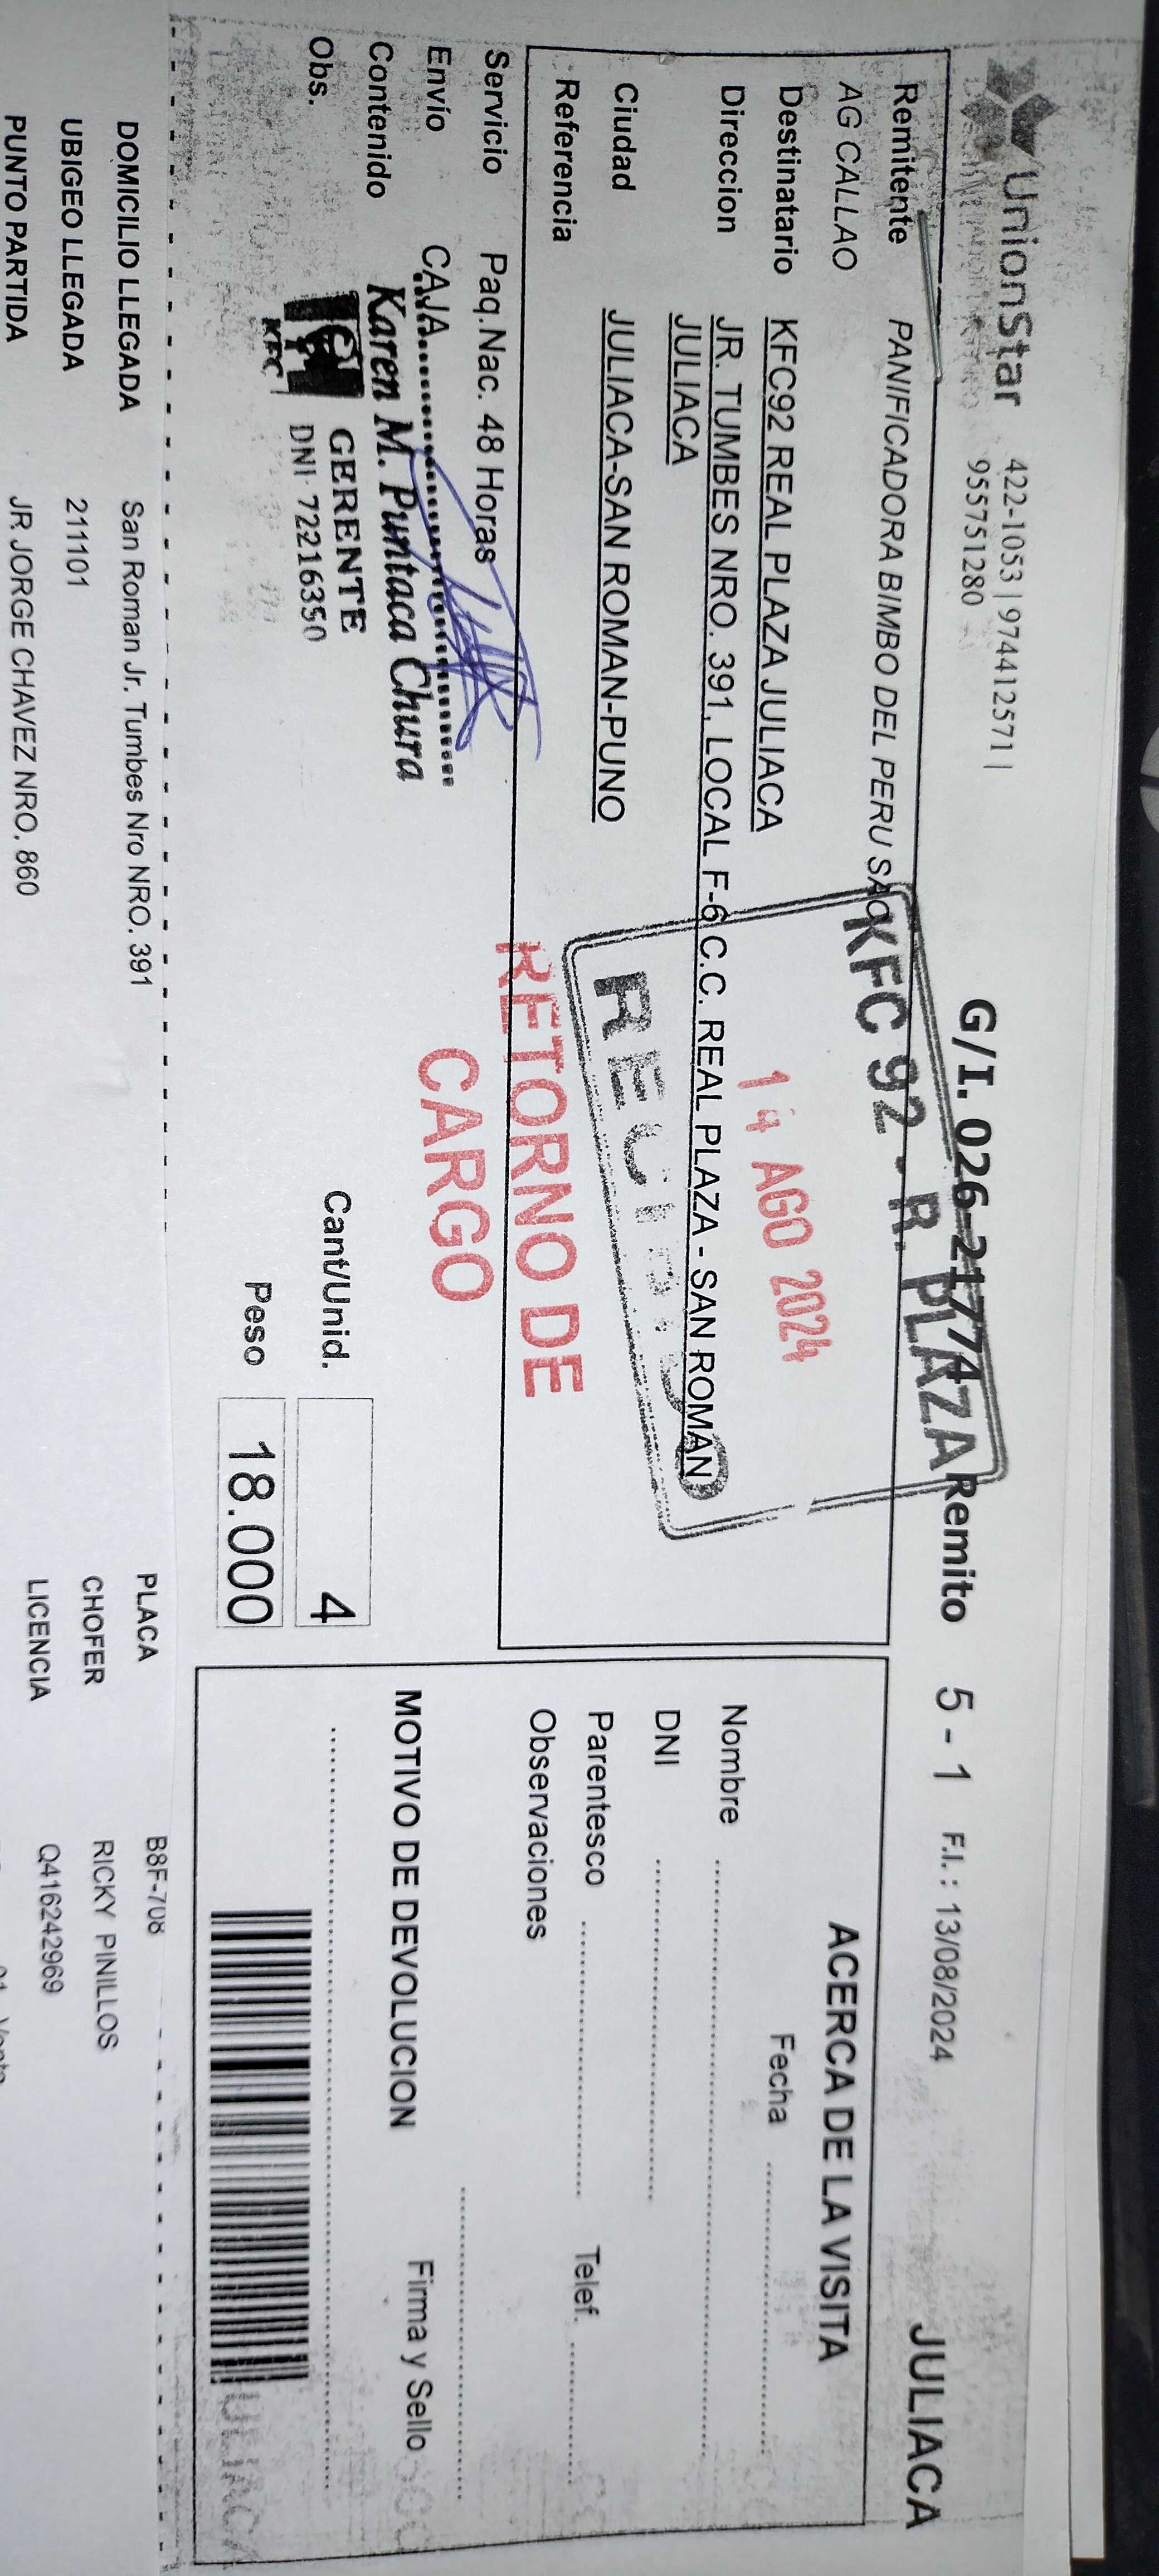 UnionStar 422-1053 | 974412571 |
955751280
G/I. 026-21774 Remito 5 - 1 F.I.: 13/08/2024 JULIACA
Remitente PANIFICADORA BIMBO DEL PERU SA
AG CALLAO
Destinatario KFC92 REAL PLAZA JULIACA
Direccion JR. TUMBES NRO. 391, LOCAL F-6 C.C. REAL PLAZA - SAN ROMAN
JULIACA
Ciudad JULIACA-SAN ROMAN-PUNO
Referencia
KFC 92 - R. PLAZA
14 AGO 2024
RECIBIDO
RETORNO DE
CARGO
Servicio Paq.Nac. 48 Horas
Envío CAJA
Contenido
Obs.
Karen M. Puntaca Chura
GERENTE
DNI 72216350
KFC
Cant/Unid. 4
Peso 18.000
ACERCA DE LA VISITA
Fecha
Nombre
DNI
Parentesco Telef.
Observaciones
MOTIVO DE DEVOLUCION Firma y Sello
JULIACA
DOMICILIO LLEGADA San Roman Jr. Tumbes Nro NRO. 391 PLACA B8F-708
UBIGEO LLEGADA 211101 CHOFER RICKY PINILLOS
PUNTO PARTIDA JR JORGE CHAVEZ NRO. 860 LICENCIA Q416242969